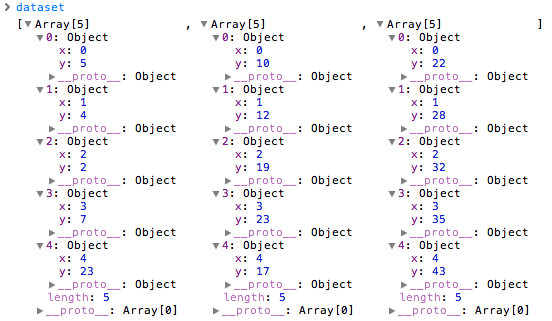 > dataset
[▼Array[5] , ▼Array[5] , ▼Array[5] ]
▼0: Object ▼0: Object ▼0: Object
x: 0 x: 0 x: 0
y: 5 y: 10 y: 22
▶__proto__: Object ▶__proto__: Object ▶__proto__: Object
▼1: Object ▼1: Object ▼1: Object
x: 1 x: 1 x: 1
y: 4 y: 12 y: 28
▶__proto__: Object ▶__proto__: Object ▶__proto__: Object
▼2: Object ▼2: Object ▼2: Object
x: 2 x: 2 x: 2
y: 2 y: 19 y: 32
▶__proto__: Object ▶__proto__: Object ▶__proto__: Object
▼3: Object ▼3: Object ▼3: Object
x: 3 x: 3 x: 3
y: 7 y: 23 y: 35
▶__proto__: Object ▶__proto__: Object ▶__proto__: Object
▼4: Object ▼4: Object ▼4: Object
x: 4 x: 4 x: 4
y: 23 y: 17 y: 43
▶__proto__: Object ▶__proto__: Object ▶__proto__: Object
length: 5 length: 5 length: 5
▶__proto__: Array[0] ▶__proto__: Array[0] ▶__proto__: Array[0]